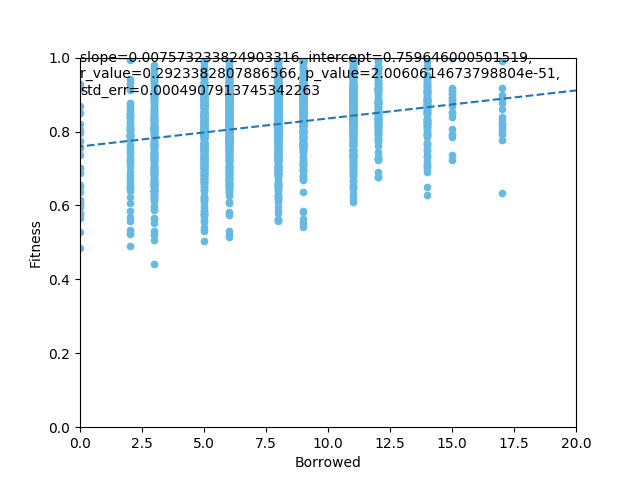 slope=0.007573233824903316, intercept=0.759646000501519,
r_value=0.2923382807886566, p_value=2.0060614673798804e-51,
std_err=0.0004907913745342263
1.0
0.8
0.6
0.4
0.2
0.0
Fitness
0.0 2.5 5.0 7.5 10.0 12.5 15.0 17.5 20.0
Borrowed